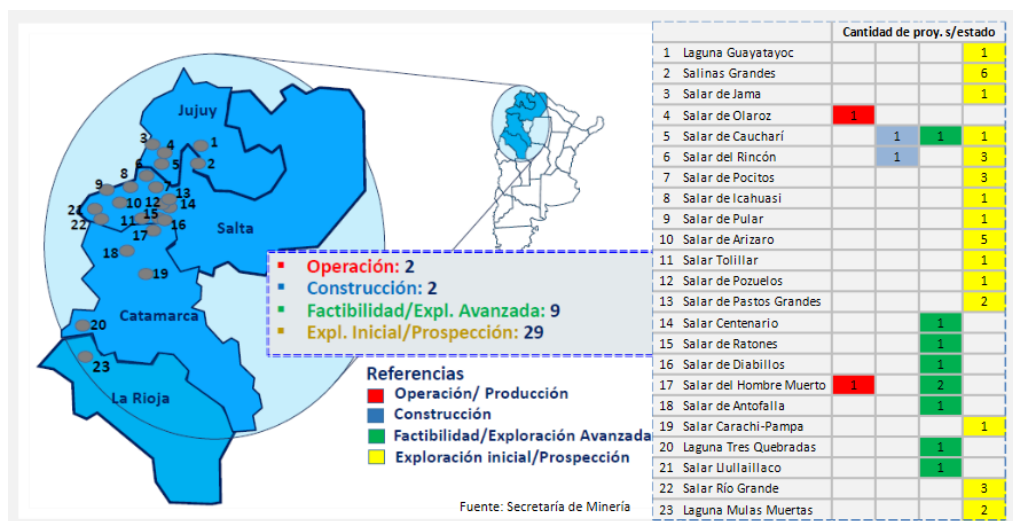 Jujuy
Salta
Catamarca
La Rioja
1
2
3
4
5
6
7
8
9
10
11
12
13
14
15
16
17
18
19
20
21
22
23
▪ Operación: 2
▪ Construcción: 2
▪ Factibilidad/Expl. Avanzada: 9
▪ Expl. Inicial/Prospección: 29
Referencias
Operación/ Producción
Construcción
Factibilidad/Exploración Avanzada
Exploración inicial/Prospección
Fuente: Secretaría de Minería
Cantidad de proy. s/estado
1 Laguna Guayatayoc 1
2 Salinas Grandes 6
3 Salar de Jama 1
4 Salar de Olaroz 1
5 Salar de Cauchari 1 1 1
6 Salar del Rincón 1 3
7 Salar de Pocitos 3
8 Salar de Icahuasi 1
9 Salar de Pular 1
10 Salar de Arizaro 5
11 Salar Tolillar 1
12 Salar de Pozuelos 1
13 Salar de Pastos Grandes 2
14 Salar Centenario 1
15 Salar de Ratones 1
16 Salar de Diabillos 1
17 Salar del Hombre Muerto 1 2
18 Salar de Antofalla 1
19 Salar Carachi-Pampa 1
20 Laguna Tres Quebradas 1
21 Salar Llullaillaco 1
22 Salar Río Grande 3
23 Laguna Mulas Muertas 2